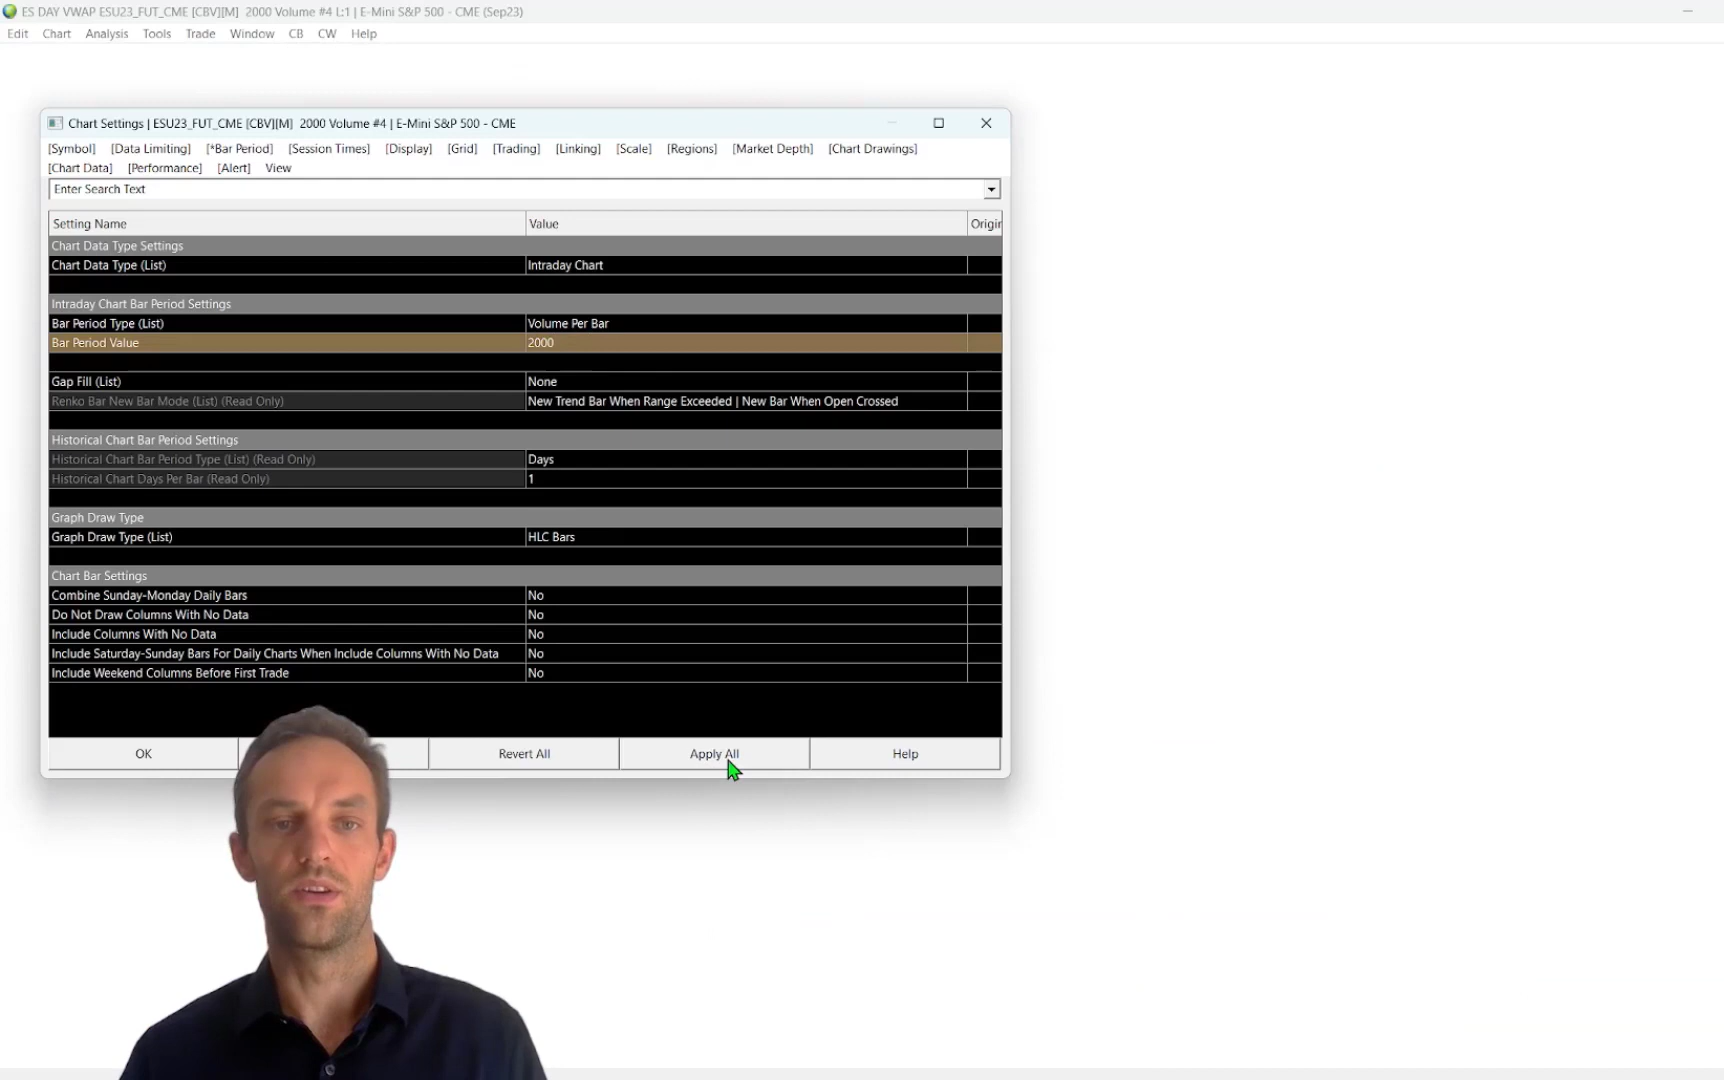 ES DAY VWAP ESU23_FUT_CME [CBV][M] 2000 Volume #4 L:1 | E-Mini S&P 500 - CME (Sep23)
Edit Chart Analysis Tools Trade Window CB CW Help
Chart Settings | ESU23_FUT_CME [CBV][M] 2000 Volume #4 | E-Mini S&P 500 - CME
[Symbol] [Data Limiting] [*Bar Period] [Session Times] [Display] [Grid] [Trading] [Linking] [Scale] [Regions] [Market Depth] [Chart Drawings]
[Chart Data] [Performance] [Alert] View
Enter Search Text
Setting Name Value Origin
Chart Data Type Settings
Chart Data Type (List) Intraday Chart
Intraday Chart Bar Period Settings
Bar Period Type (List) Volume Per Bar
Bar Period Value 2000
Gap Fill (List) None
Renko Bar New Bar Mode (List) (Read Only) New Trend Bar When Range Exceeded | New Bar When Open Crossed
Historical Chart Bar Period Settings
Historical Chart Bar Period Type (List) (Read Only) Days
Historical Chart Days Per Bar (Read Only) 1
Graph Draw Type
Graph Draw Type (List) HLC Bars
Chart Bar Settings
Combine Sunday-Monday Daily Bars No
Do Not Draw Columns With No Data No
Include Columns With No Data No
Include Saturday-Sunday Bars For Daily Charts When Include Columns With No Data No
Include Weekend Columns Before First Trade No
OK Revert All Apply All Help